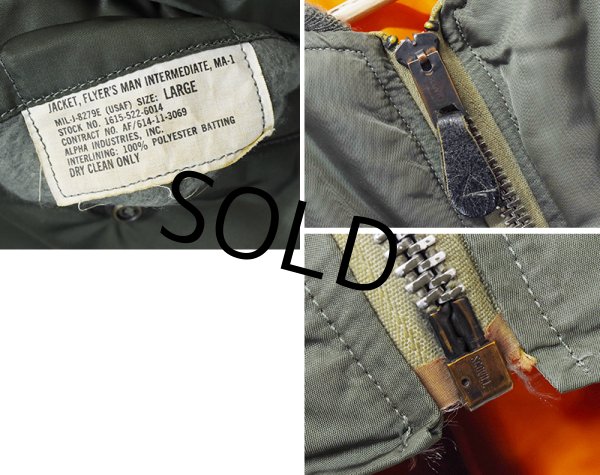 JACKET, FLYER'S MAN INTERMEDIATE, MA-1
MIL-J-8279E (USAF) SIZE: LARGE
STOCK NO. 1615-522-6014
CONTRACT NO. AF/614-11-3069
ALPHA INDUSTRIES, INC.
INTERLINING: 100% POLYESTER BATTING
DRY CLEAN ONLY
SOLD